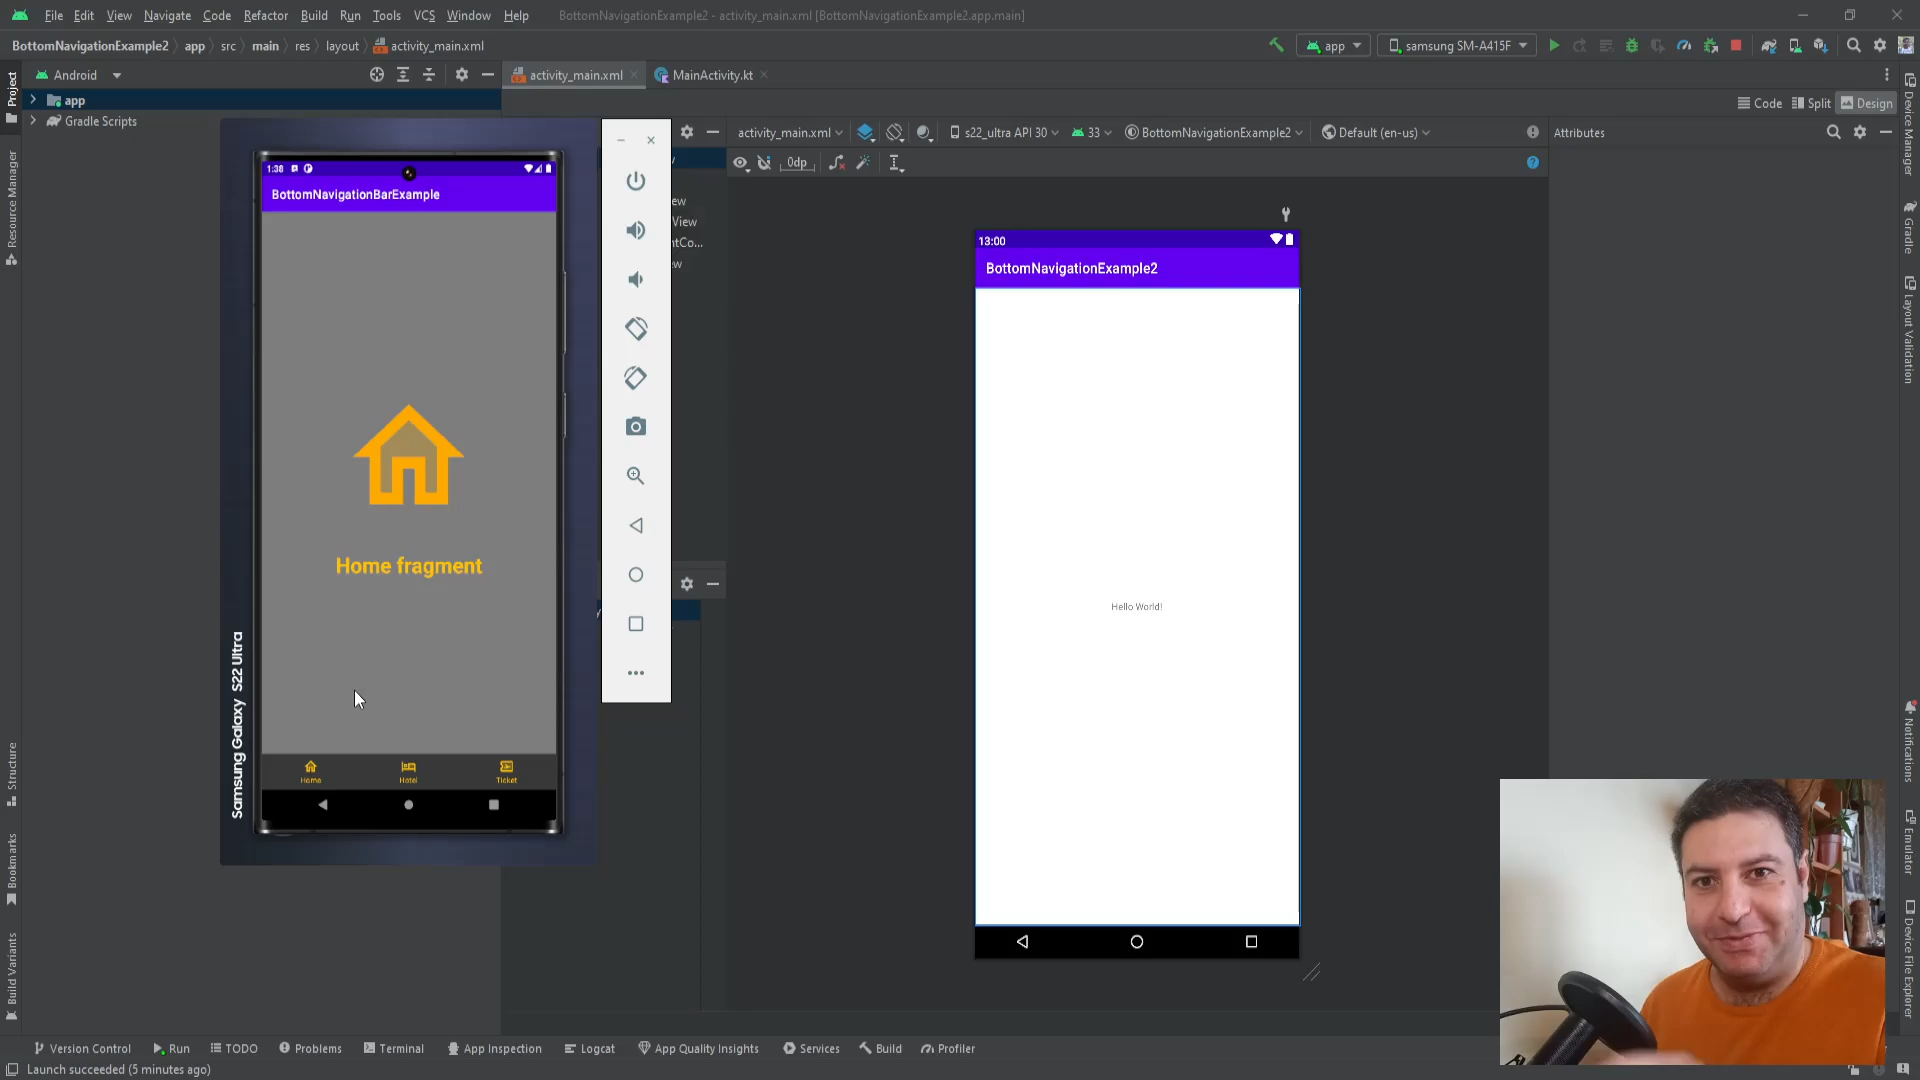 File Edit View Navigate Code Refactor Build Run Tools VCS Window Help BottomNavigationExample2 - activity_main.xml [BottomNavigationExample2.app.main]
BottomNavigationExample2 app src main res layout activity_main.xml app samsung SM-A415F
Project
Android
activity_main.xml MainActivity.kt
app
Gradle Scripts
Code Split Design
activity_main.xml s22_ultra API 30 33 BottomNavigationExample2 Default (en-us)
Attributes
0dp
ew
View
ntCo...
ew
1:38
BottomNavigationBarExample
Home fragment
Home Hotel Ticket
Samsung Galaxy S22 Ultra
13:00
BottomNavigationExample2
Hello World!
Resource Manager
Structure
Bookmarks
Build Variants
Device Manager
Gradle
Layout Validation
Notifications
Emulator
Device File Explorer
Version Control Run TODO Problems Terminal App Inspection Logcat App Quality Insights Services Build Profiler
Launch succeeded (5 minutes ago)